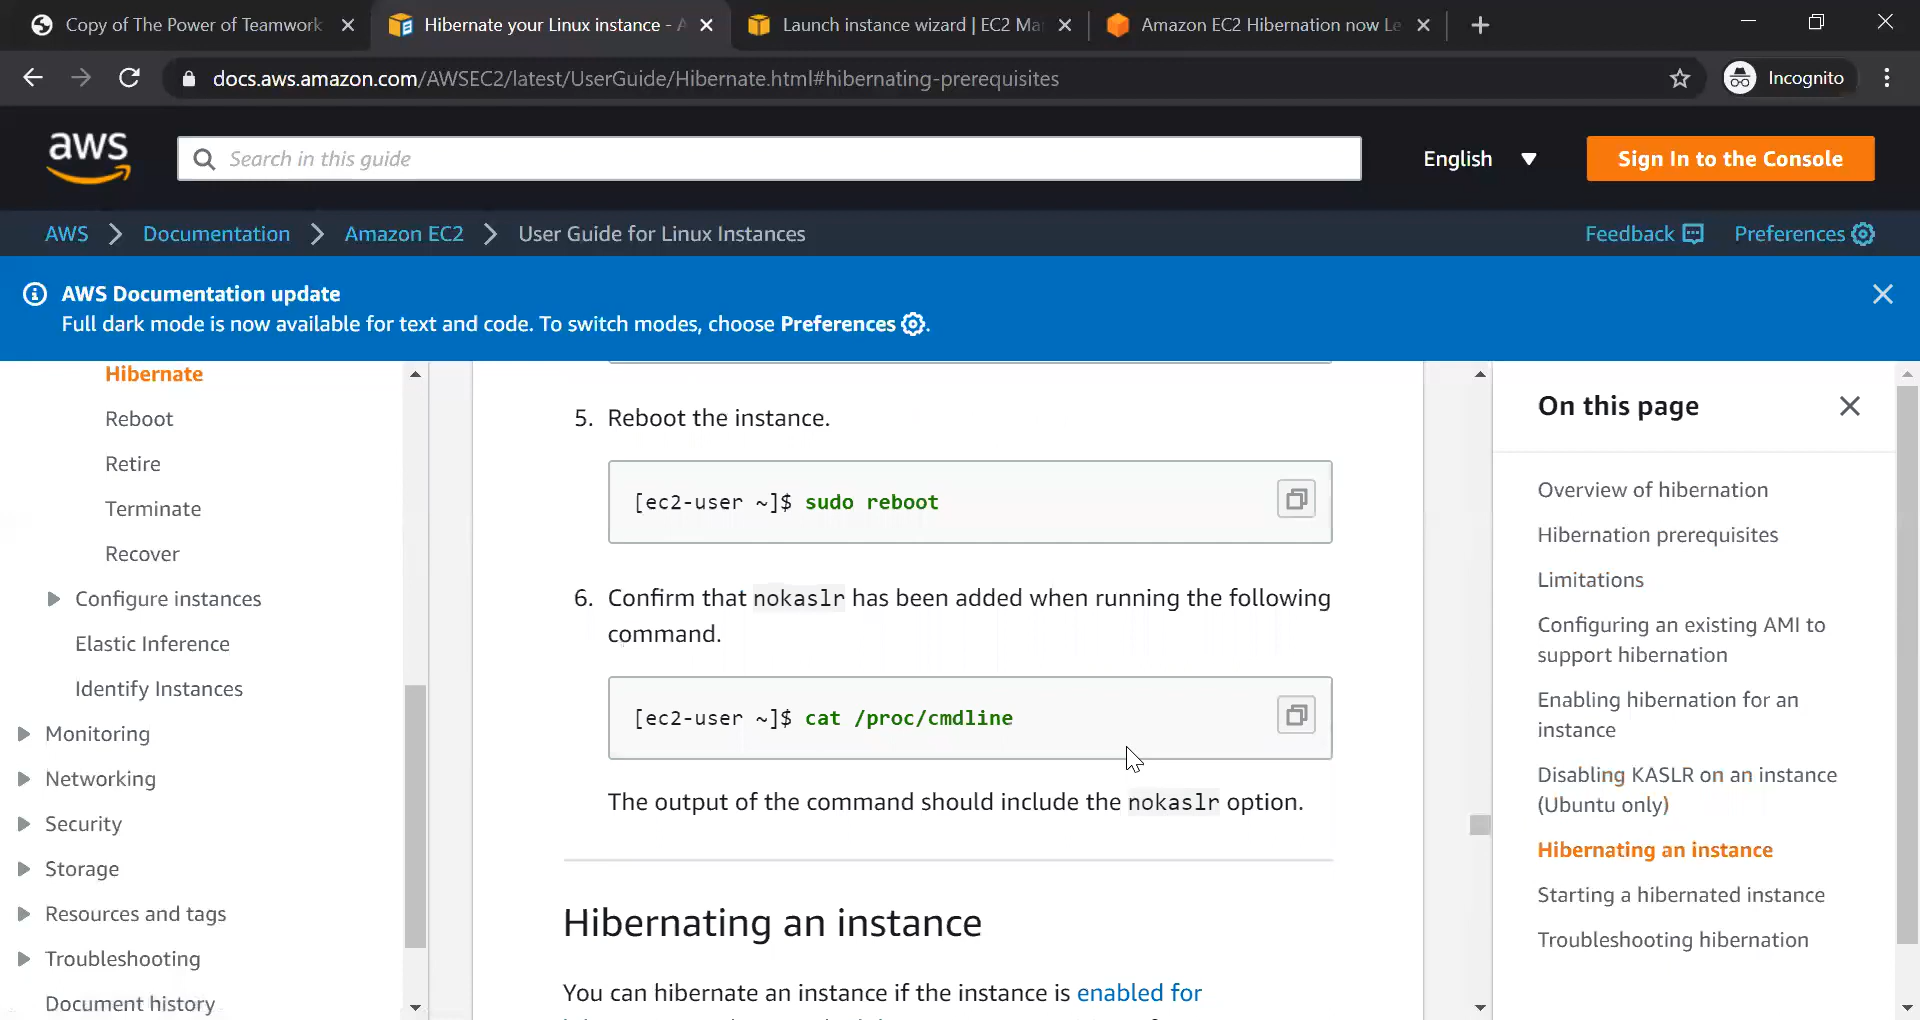 Copy of The Power of Teamwork
Hibernate your Linux instance - A
Launch instance wizard | EC2 Ma
Amazon EC2 Hibernation now Le
docs.aws.amazon.com/AWSEC2/latest/UserGuide/Hibernate.html#hibernating-prerequisites
Incognito
aws
Search in this guide
English
Sign In to the Console
AWS
Documentation
Amazon EC2
User Guide for Linux Instances
Feedback
Preferences
AWS Documentation update
Full dark mode is now available for text and code. To switch modes, choose Preferences .
Hibernate
Reboot
Retire
Terminate
Recover
Configure instances
Elastic Inference
Identify Instances
Monitoring
Networking
Security
Storage
Resources and tags
Troubleshooting
Document history
5. Reboot the instance.
[ec2-user ~]$ sudo reboot
6. Confirm that nokaslr has been added when running the following
command.
[ec2-user ~]$ cat /proc/cmdline
The output of the command should include the nokaslr option.
Hibernating an instance
You can hibernate an instance if the instance is enabled for
On this page
Overview of hibernation
Hibernation prerequisites
Limitations
Configuring an existing AMI to
support hibernation
Enabling hibernation for an
instance
Disabling KASLR on an instance
(Ubuntu only)
Hibernating an instance
Starting a hibernated instance
Troubleshooting hibernation